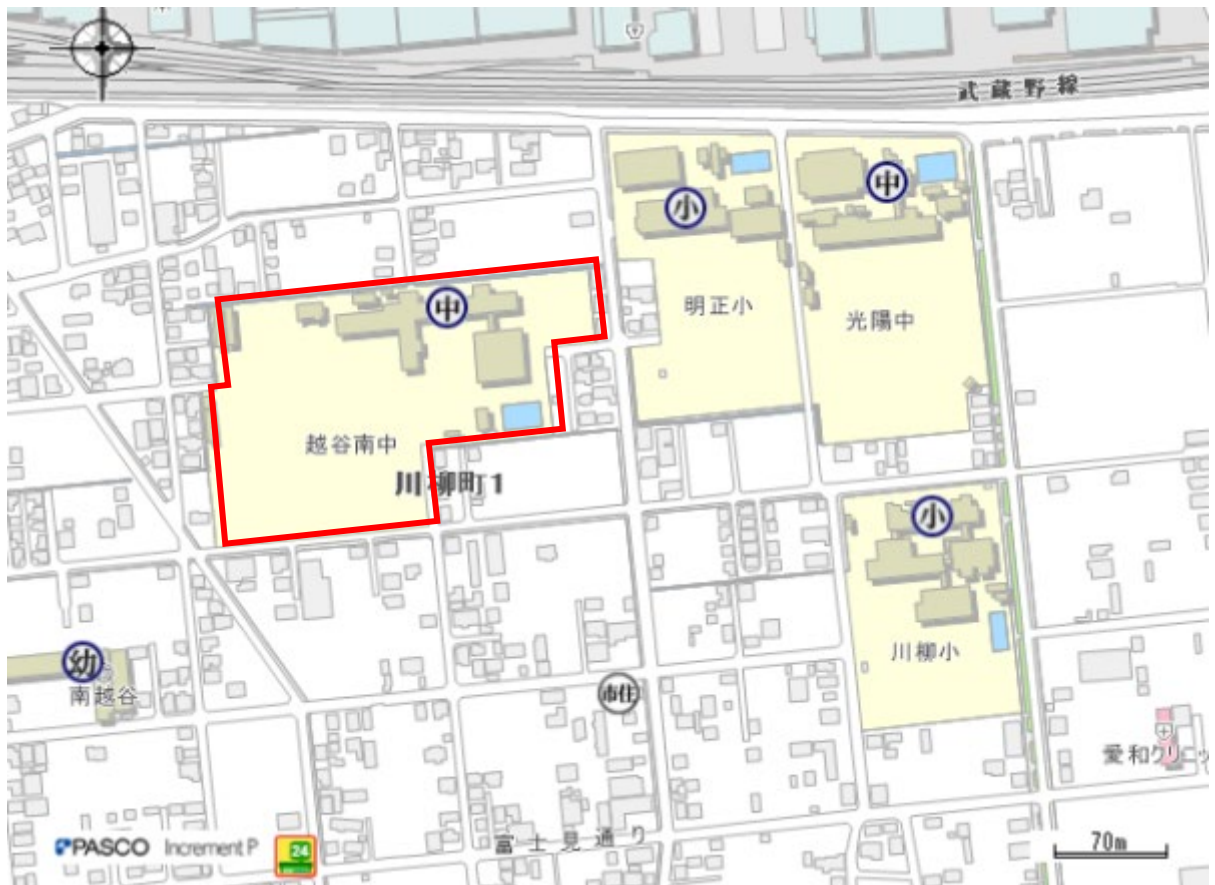 武蔵野線
中
小
中
明正小
光陽中
越谷南中
川柳町1
小
幼
南越谷
川柳小
市住
愛和クリニッ
PASCO Increment P
24
富士見通り
70m